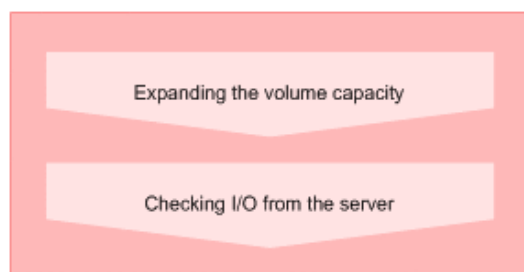 Expanding the volume capacity
Checking I/O from the server